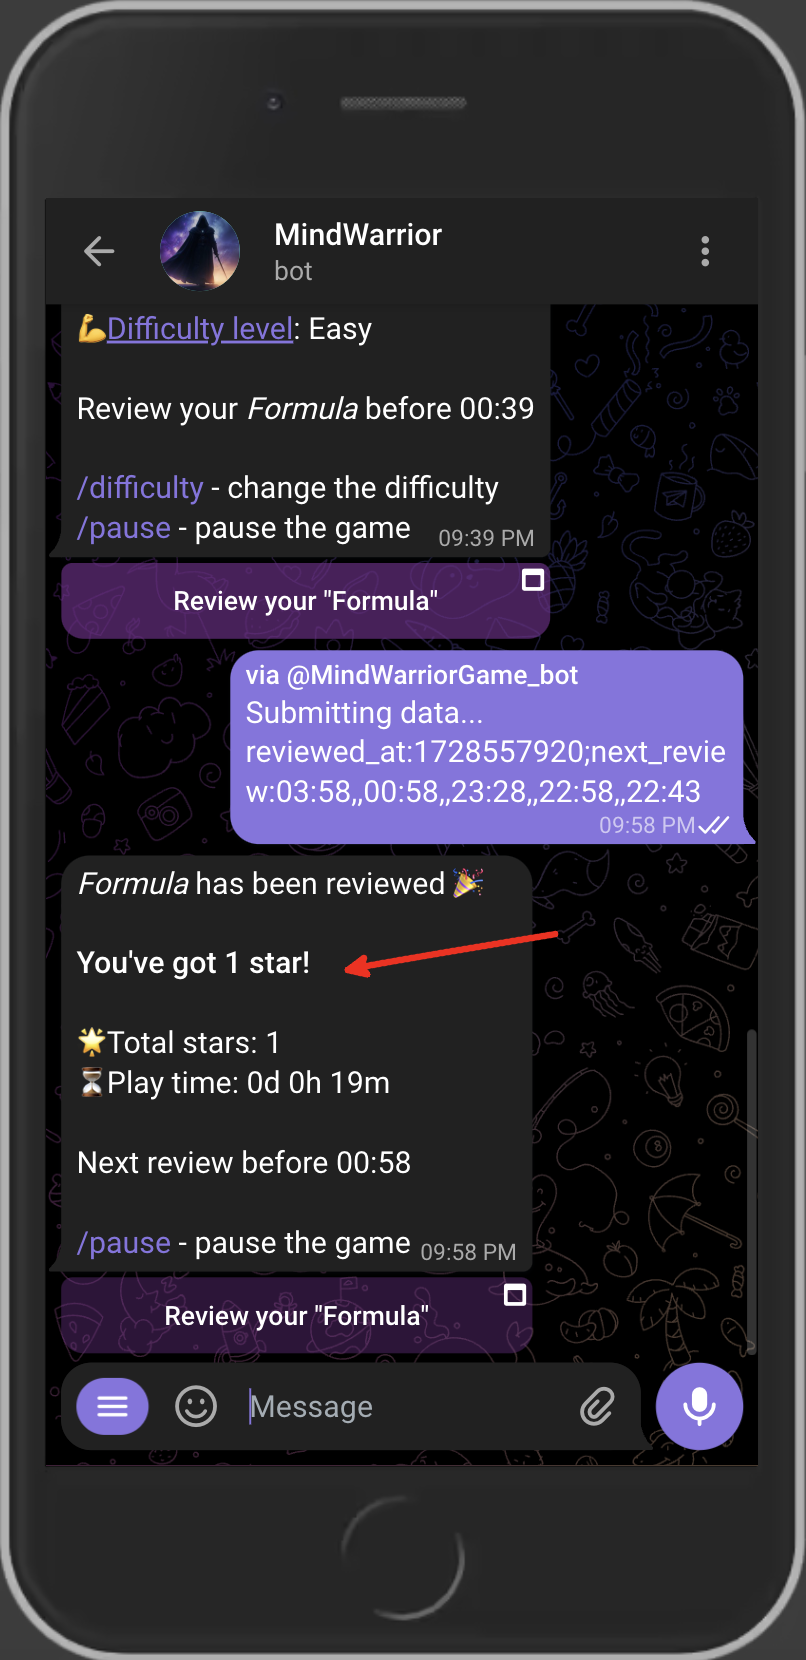 MindWarrior
bot
💪Difficulty level: Easy
Review your Formula before 00:39
/difficulty - change the difficulty
/pause - pause the game 09:39 PM
Review your "Formula"
via @MindWarriorGame_bot
Submitting data...
reviewed_at:1728557920;next_revie
w:03:58,,00:58,,23:28,,22:58,,22:43
09:58 PM
Formula has been reviewed 🎉
You've got 1 star!
🌟Total stars: 1
⏳Play time: 0d 0h 19m
Next review before 00:58
/pause - pause the game 09:58 PM
Review your "Formula"
Message